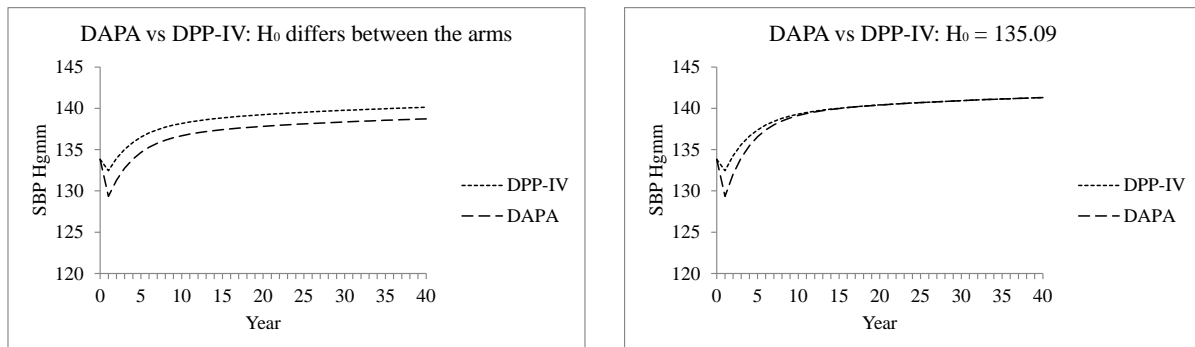 DAPA vs DPP-IV: H₀ differs between the arms
145
140
135
130
125
120
SBP Hgmm
0 5 10 15 20 25 30 35 40
Year
DPP-IV
DAPA
DAPA vs DPP-IV: H₀ = 135.09
145
140
135
130
125
120
SBP Hgmm
0 5 10 15 20 25 30 35 40
Year
DPP-IV
DAPA